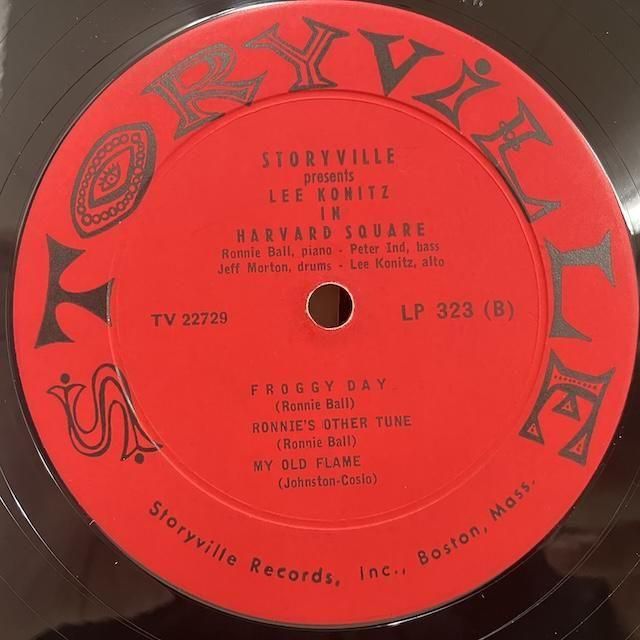 STORYVILLE
STORYVILLE
presents
LEE KONITZ
IN
HARVARD SQUARE
Ronnie Ball, piano - Peter Ind, bass
Jeff Morton, drums - Lee Konitz, alto
TV 22729
LP 323 (B)
FROGGY DAY
(Ronnie Ball)
RONNIE'S OTHER TUNE
(Ronnie Ball)
MY OLD FLAME
(Johnston-Coslo)
Storyville Records, Inc., Boston, Mass.